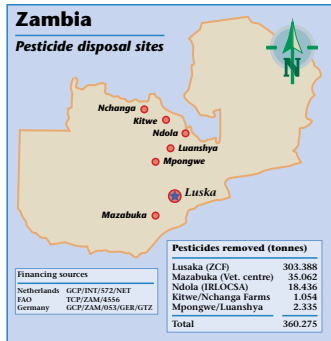 Zambia
Pesticide disposal sites
N
Nchanga
Kitwe
Ndola
Luanshya
Mpongwe
Luska
Mazabuka
Financing sources
Netherlands GCP/INT/572/NET
FAO TCP/ZAM/4556
Germany GCP/ZAM/053/GER/GTZ
Pesticides removed (tonnes)
Lusaka (ZCF) 303.388
Mazabuka (Vet. centre) 35.062
Ndola (IRLOCSA) 18.436
Kitwe/Nchanga Farms 1.054
Mpongwe/Luanshya 2.335
Total 360.275